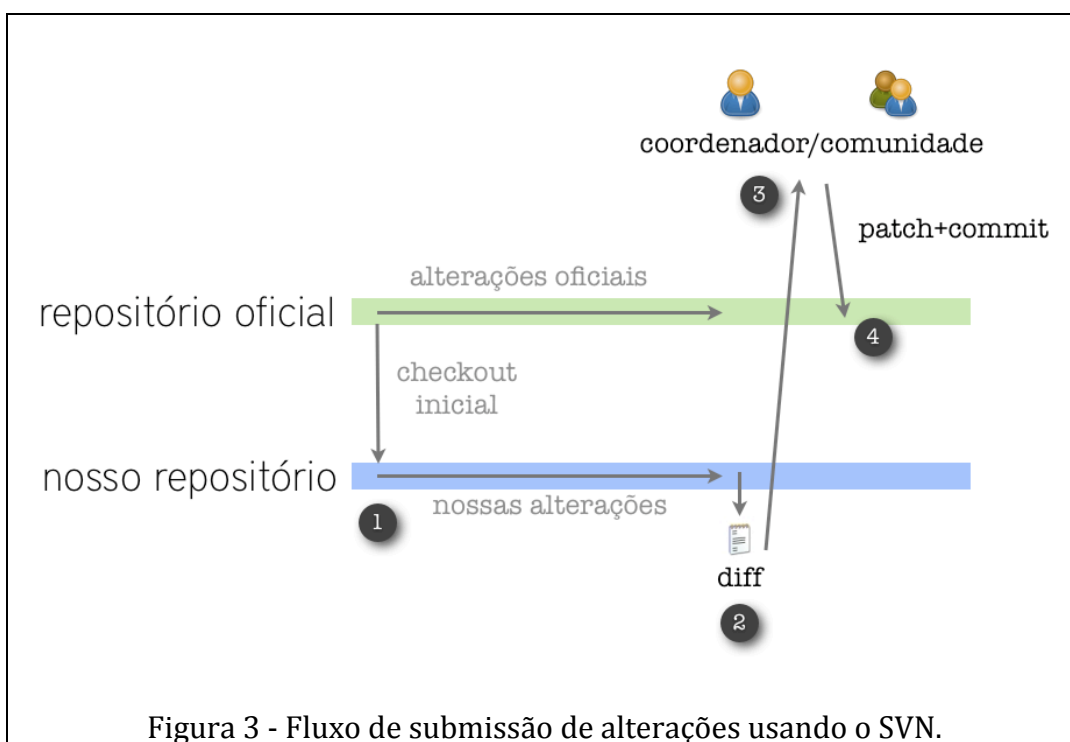 coordenador/comunidade
3
patch+commit
alterações oficiais
repositório oficial
4
checkout
inicial
nosso repositório
nossas alterações
1
diff
2
Figura 3 - Fluxo de submissão de alterações usando o SVN.